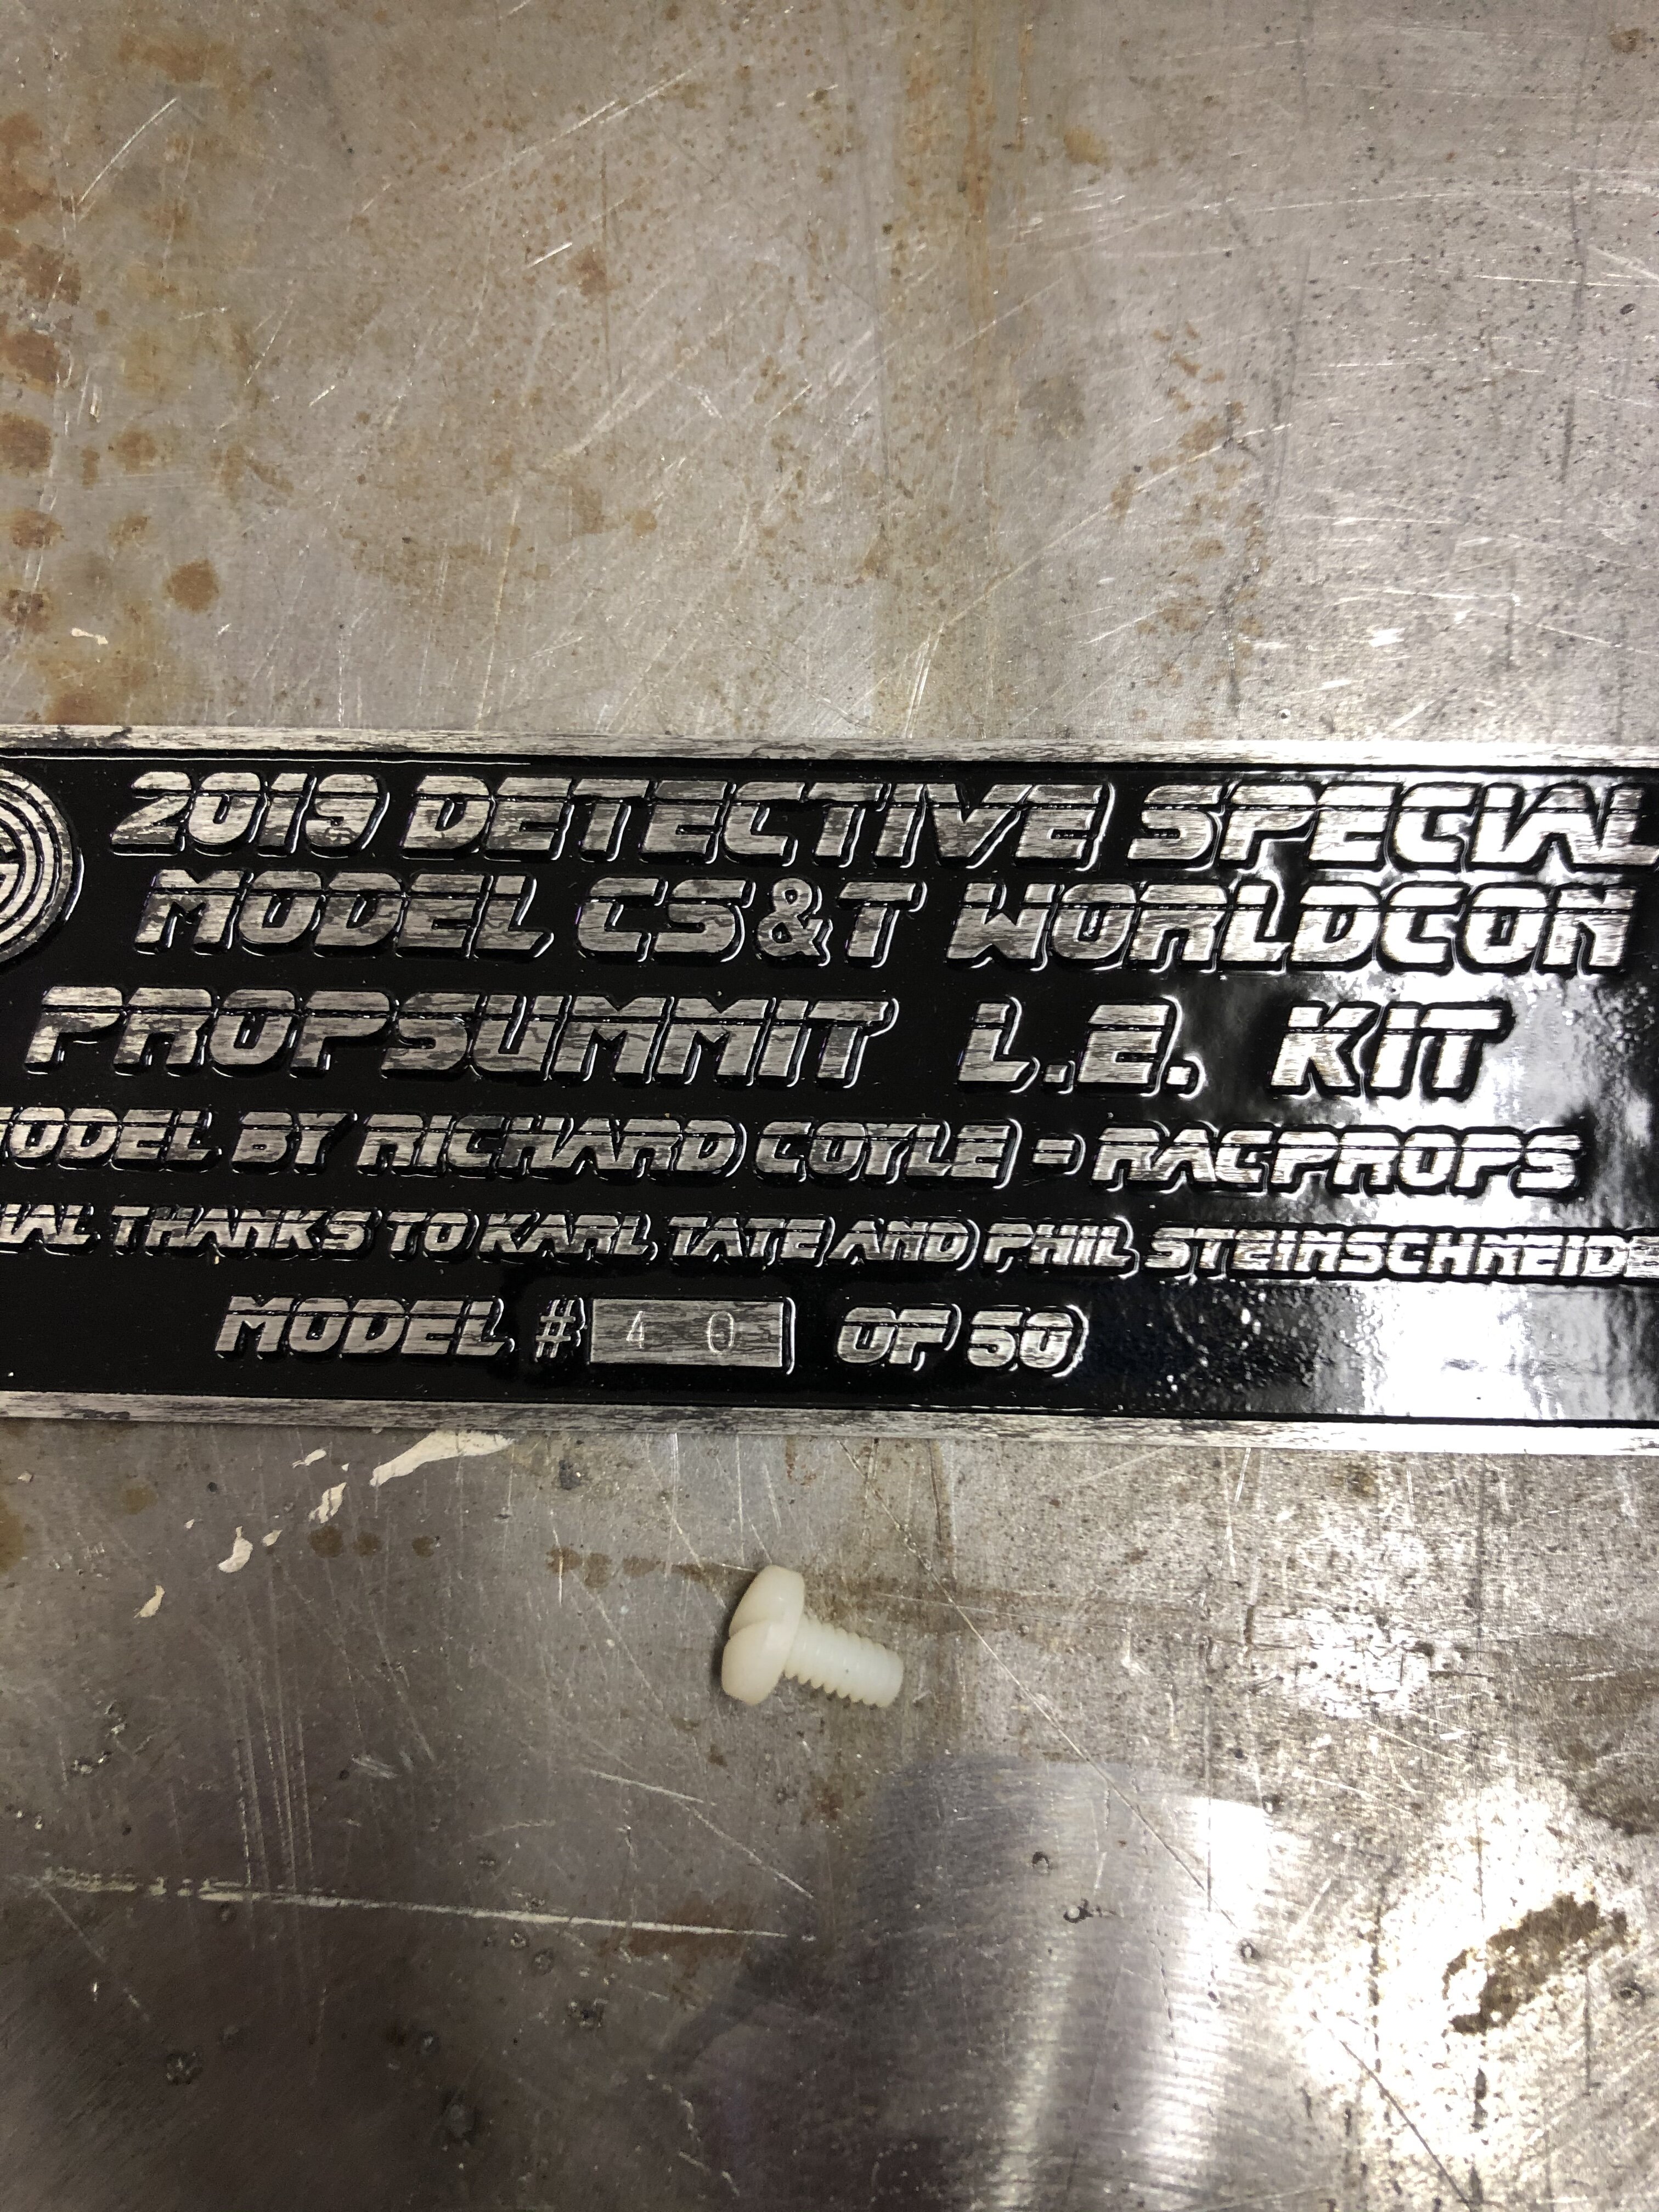 2019 DETECTIVE SPECIAL
MODEL CS&T WORLDCON
PROPSUMMIT L.E. KIT
MODEL BY RICHARD COYLE = RACPROPS
IAL THANKS TO KARL TATE AND PHIL STEINSCHNEIDE
MODEL # 40 OF 50